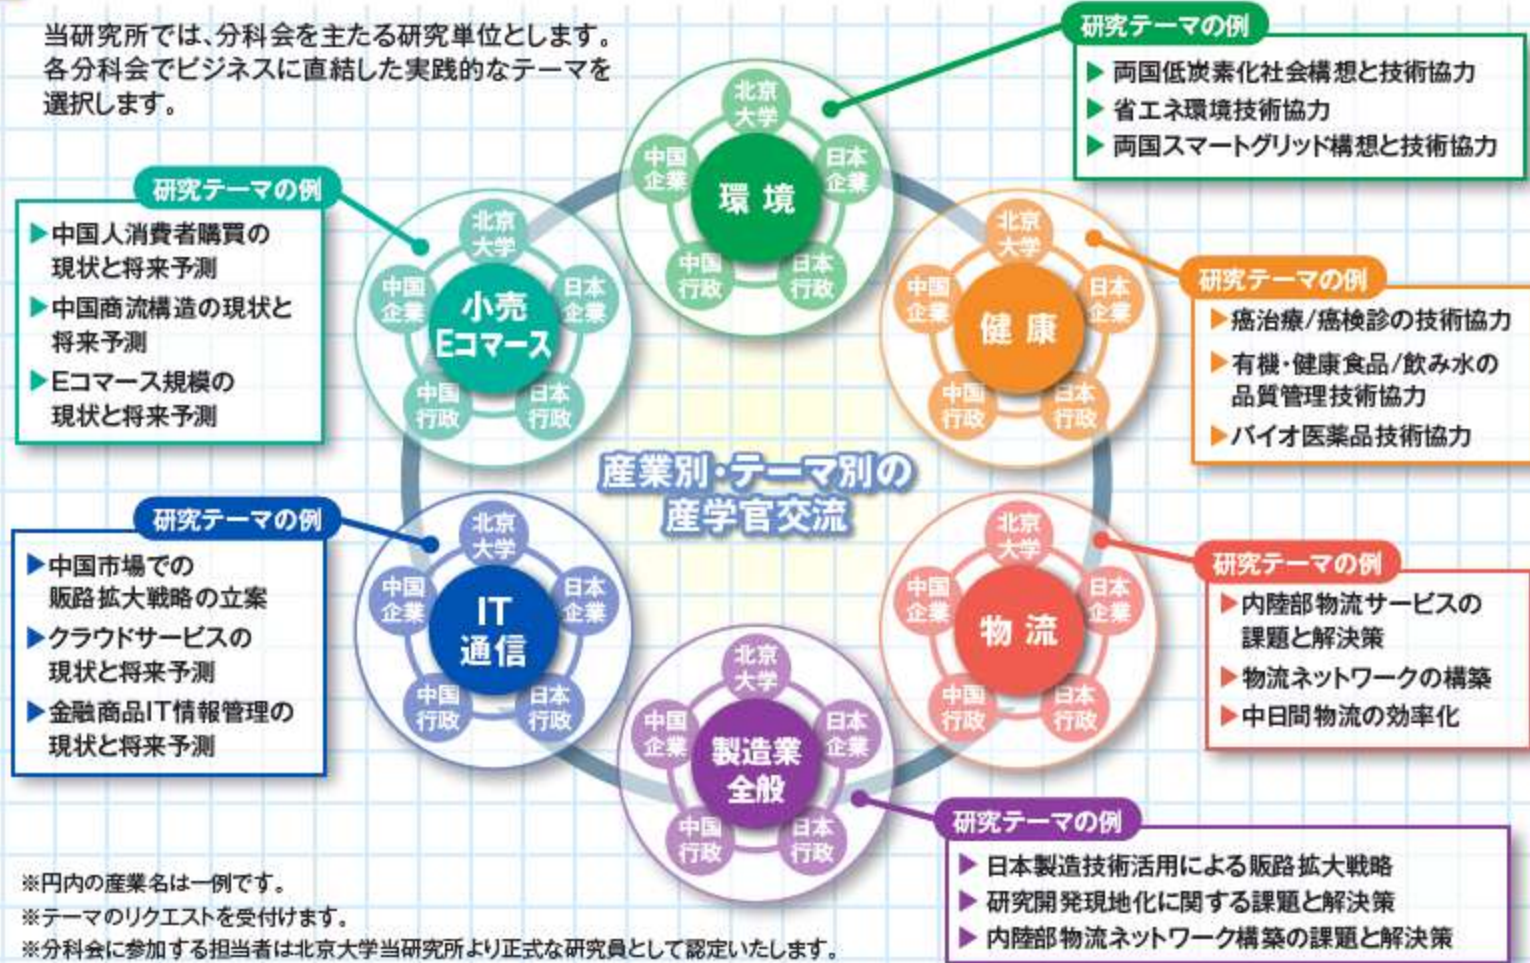 当研究所では、分科会を主たる研究単位とします。
各分科会でビジネスに直結した実践的なテーマを
選択します。
研究テーマの例
▶両国低炭素化社会構想と技術協力
▶省エネ環境技術協力
▶両国スマートグリッド構想と技術協力
北京
大学
中国
企業
日本
企業
環境
中国
行政
日本
行政
研究テーマの例
▶中国人消費者購買の
現状と将来予測
▶中国商流構造の現状と
将来予測
▶Eコマース規模の
現状と将来予測
北京
大学
中国
企業
日本
企業
小売
Eコマース
中国
行政
日本
行政
北京
大学
中国
企業
日本
企業
健康
中国
行政
日本
行政
研究テーマの例
▶癌治療/癌検診の技術協力
▶有機・健康食品/飲み水の
品質管理技術協力
▶バイオ医薬品技術協力
産業別・テーマ別の
産学官交流
研究テーマの例
▶中国市場での
販路拡大戦略の立案
▶クラウドサービスの
現状と将来予測
▶金融商品IT情報管理の
現状と将来予測
北京
大学
中国
企業
日本
企業
IT
通信
中国
行政
日本
行政
北京
大学
中国
企業
日本
企業
物流
中国
行政
日本
行政
研究テーマの例
▶内陸部物流サービスの
課題と解決策
▶物流ネットワークの構築
▶中日間物流の効率化
北京
大学
中国
企業
日本
企業
製造業
全般
中国
行政
日本
行政
研究テーマの例
▶日本製造技術活用による販路拡大戦略
▶研究開発現地化に関する課題と解決策
▶内陸部物流ネットワーク構築の課題と解決策
※円内の産業名は一例です。
※テーマのリクエストを受付けます。
※分科会に参加する担当者は北京大学当研究所より正式な研究員として認定いたします。